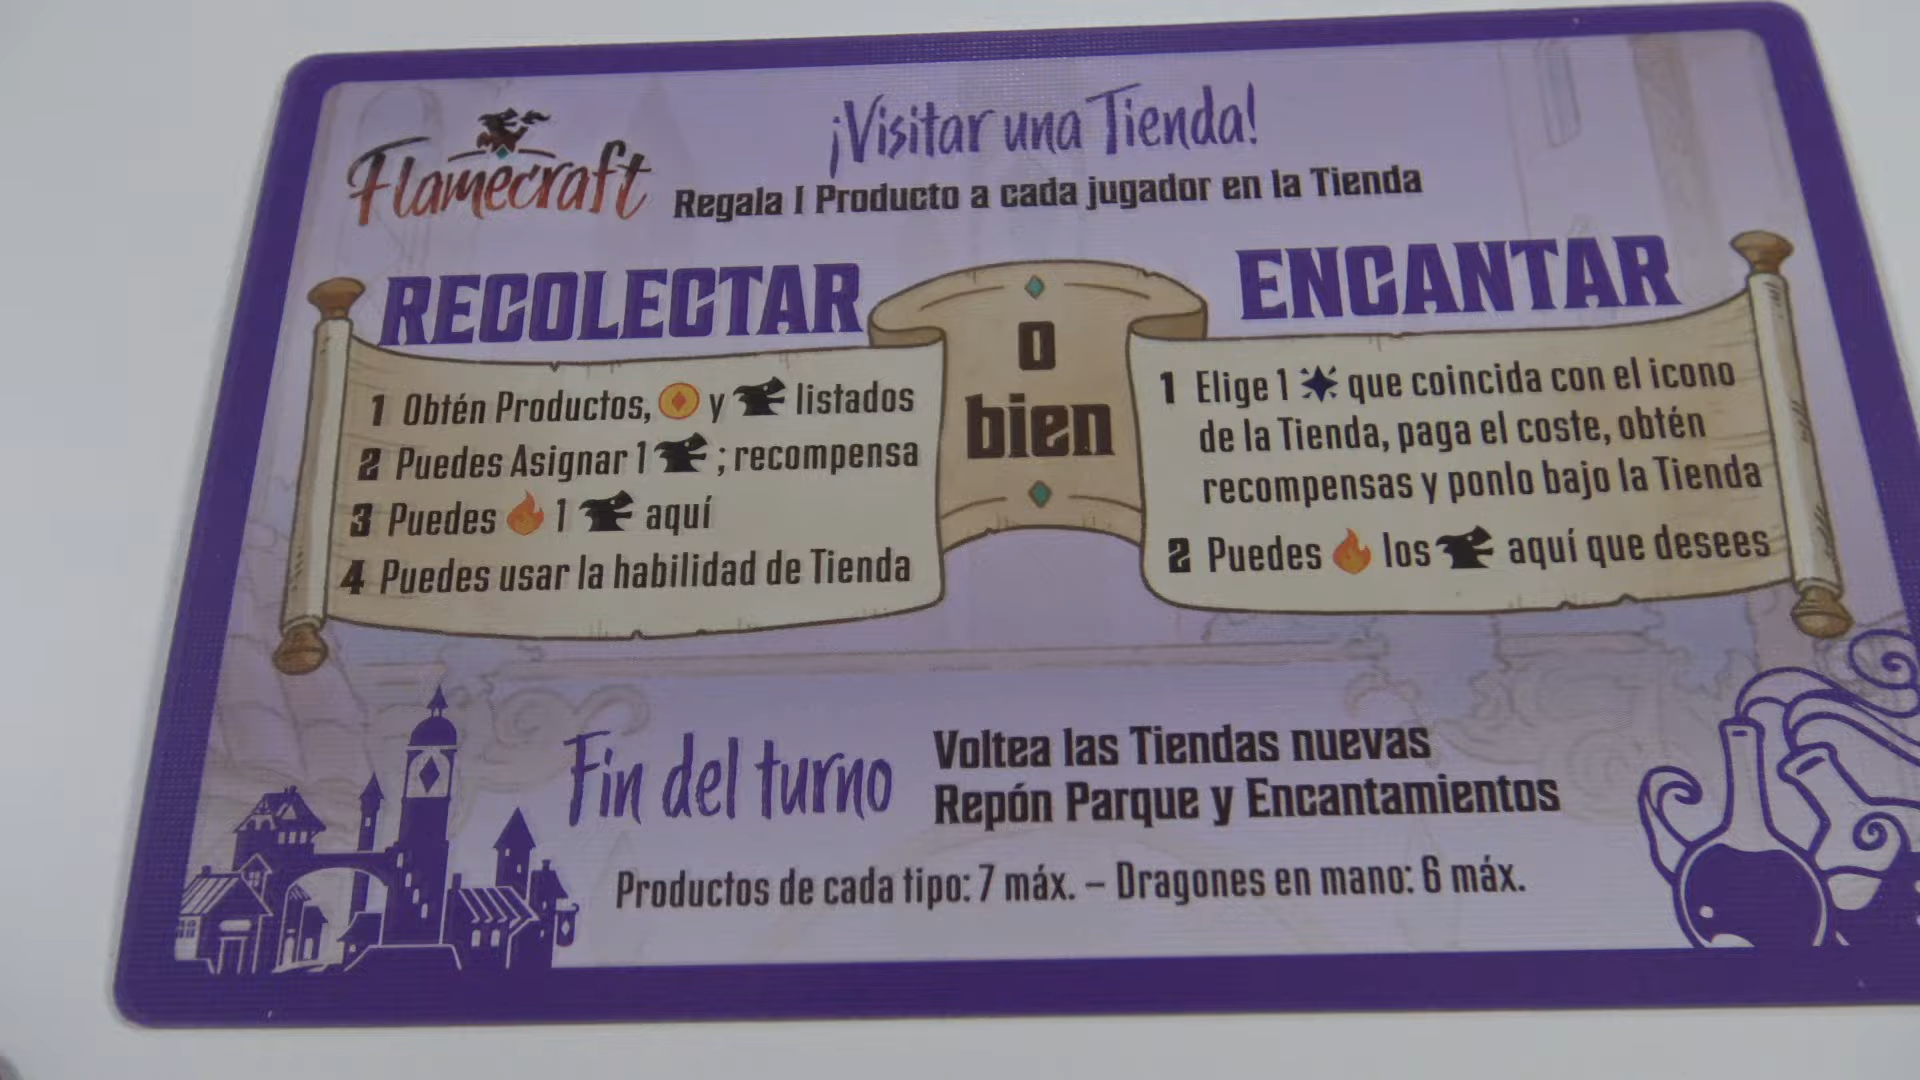 Flamecraft
¡Visitar una Tienda!
Regala 1 Producto a cada jugador en la Tienda
RECOLECTAR
1 Obtén Productos, y listados
2 Puedes Asignar 1 ; recompensa
3 Puedes 1 aquí
4 Puedes usar la habilidad de Tienda
o
bien
ENCANTAR
1 Elige 1 que coincida con el icono
de la Tienda, paga el coste, obtén
recompensas y ponlo bajo la Tienda
2 Puedes los aquí que desees
Fin del turno
Voltea las Tiendas nuevas
Repón Parque y Encantamientos
Productos de cada tipo: 7 máx. – Dragones en mano: 6 máx.